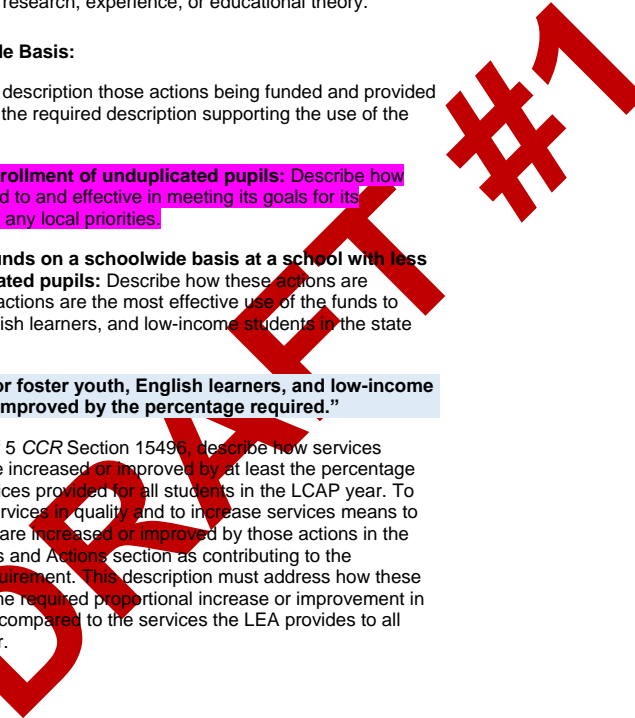 research, experience, or educational theory.
de Basis:
description those actions being funded and provided
the required description supporting the use of the
rollment of unduplicated pupils: Describe how
d to and effective in meeting its goals for its
any local priorities.
unds on a schoolwide basis at a school with less
ated pupils: Describe how these actions are
actions are the most effective use of the funds to
ish learners, and low-income students in the state
or foster youth, English learners, and low-income
mproved by the percentage required.”
5 CCR Section 15496, describe how services
e increased or improved by at least the percentage
ices provided for all students in the LCAP year. To
rvices in quality and to increase services means to
are increased or improved by those actions in the
s and Actions section as contributing to the
uirement. This description must address how these
he required proportional increase or improvement in
compared to the services the LEA provides to all
r.
DRAFT #1